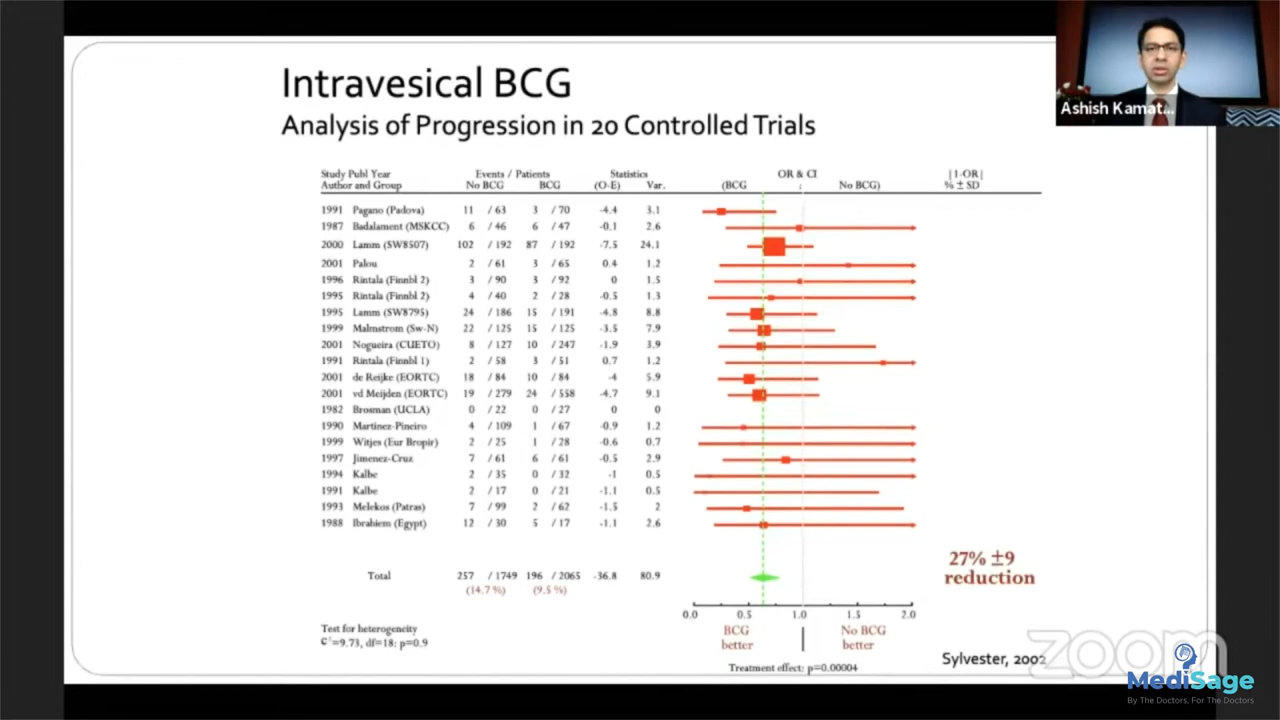 Intravesical BCG
Analysis of Progression in 20 Controlled Trials
Ashish Kamat...
Study Publ Year Events / Patients Statistics OR & CI |1-OR|
Author and Group No BCG BCG (O-E) Var. (BCG No BCG) % ± SD
1991 Pagano (Padova) 11 / 63 3 / 70 -4.4 3.1
1987 Badalament (MSKCC) 6 / 46 6 / 47 -0.1 2.6
2000 Lamm (SW8507) 102 / 192 87 / 192 -7.5 24.1
2001 Palou 2 / 61 3 / 65 0.4 1.2
1996 Rintala (Finnbl 2) 3 / 90 3 / 92 0 1.5
1995 Rintala (Finnbl 2) 4 / 40 2 / 28 -0.5 1.3
1995 Lamm (SW8795) 24 / 186 15 / 191 -4.8 8.8
1999 Malmstrom (Sw-N) 22 / 125 15 / 125 -3.5 7.9
2001 Nogueira (CUETO) 8 / 127 10 / 247 -1.9 3.9
1991 Rintala (Finnbl 1) 2 / 58 3 / 51 0.7 1.2
2001 de Reijke (EORTC) 18 / 84 10 / 84 -4 5.9
2001 vd Meijden (EORTC) 19 / 279 24 / 558 -4.7 9.1
1982 Brosman (UCLA) 0 / 22 0 / 27 0 0
1990 Martinez-Pineiro 4 / 109 1 / 67 -0.9 1.2
1999 Witjes (Eur Bropir) 2 / 25 1 / 28 -0.6 0.7
1997 Jimenez-Cruz 7 / 61 6 / 61 -0.5 2.9
1994 Kalbe 2 / 35 0 / 32 -1 0.5
1991 Kalbe 2 / 17 0 / 21 -1.1 0.5
1993 Melekos (Patras) 7 / 99 2 / 62 -1.5 2
1988 Ibrahiem (Egypt) 12 / 30 5 / 17 -1.1 2.6
27% ±9
reduction
Total 257 / 1749 196 / 2065 -36.8 80.9
(14.7 %) (9.5 %)
0.0 0.5 1.0 1.5 2.0
Test for heterogeneity
=9.73, df=18: p=0.9
BCG better
No BCG better
Treatment effect: p=0.00004
Sylvester, 2002
zoom
MediSage
By The Doctors, For The Doctors